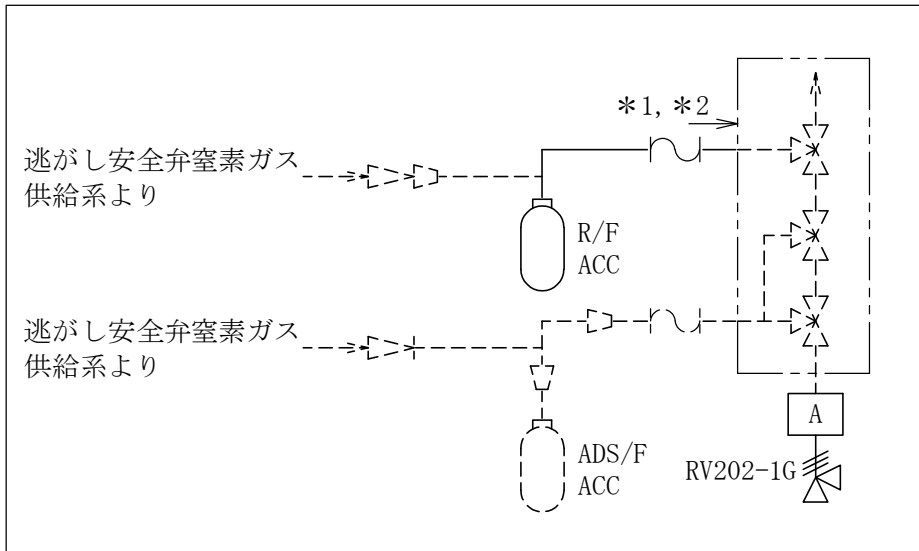 *1, *2
逃がし安全弁窒素ガス
供給系より
R/F
ACC
逃がし安全弁窒素ガス
供給系より
ADS/F
ACC
A
RV202-1G